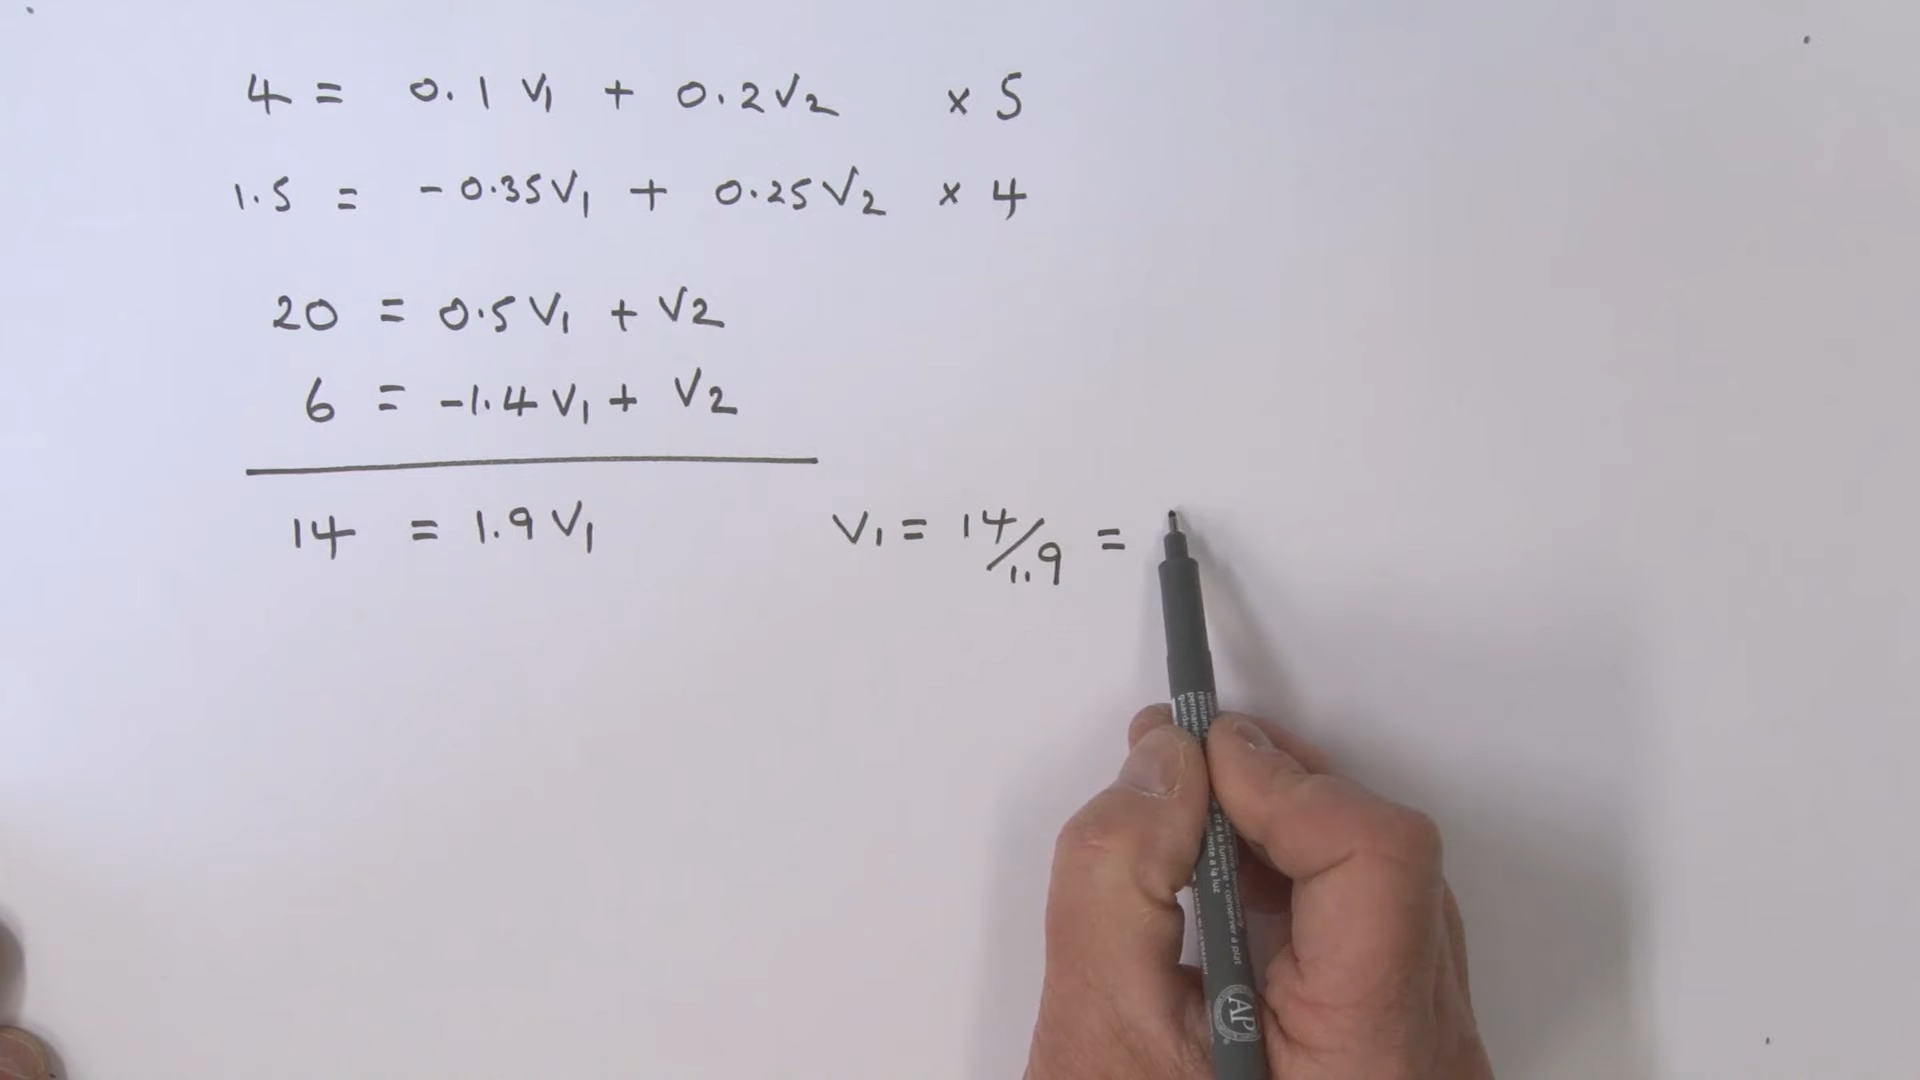 4 = 0.1 V1 + 0.2V2 × 5
1.5 = -0.35V1 + 0.25V2 × 4
20 = 0.5V1 + V2
6 = -1.4V1 + V2
14 = 1.9V1
V1 = 14/1.9 =
AP